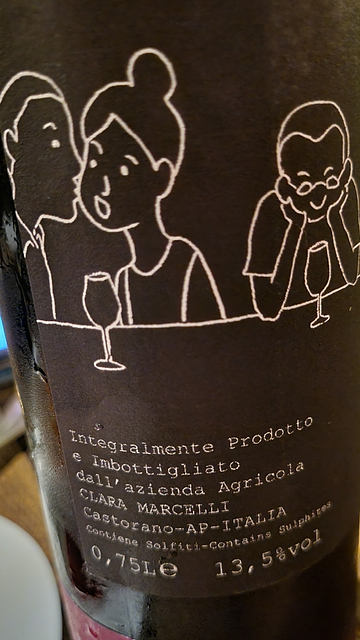 Integralmente Prodotto
e Imbottigliato
dall'azienda Agricola
CLARA MARCELLI
Castorano-AP-ITALIA
Contiene Solfiti-Contains Sulphites
0,75L℮ 13,5%vol